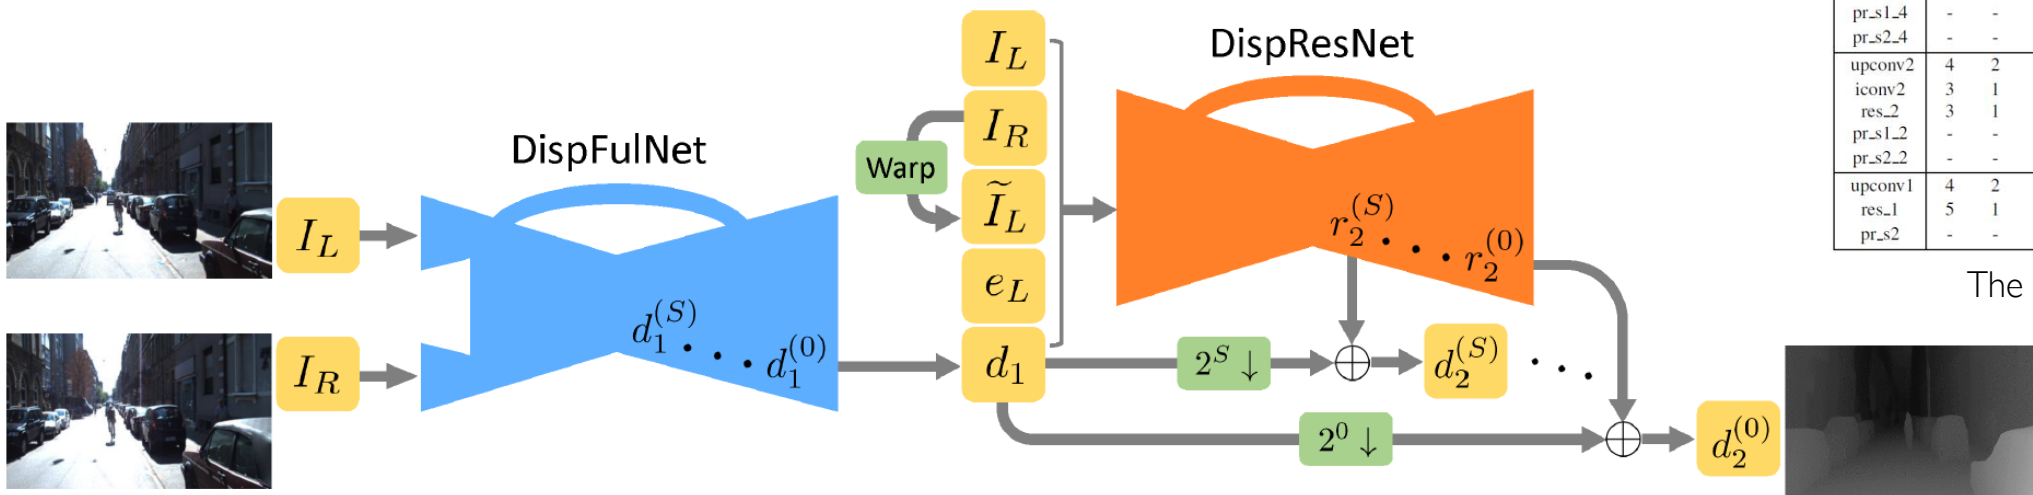 I_L
I_R
DispFulNet
d_1^{(S)}
d_1^{(0)}
I_L
I_R
Warp
\widetilde{I}_L
e_L
d_1
DispResNet
r_2^{(S)}
r_2^{(0)}
2^S ↓
d_2^{(S)}
2^0 ↓
d_2^{(0)}
pr_s1_4 - -
pr_s2_4 - -
upconv2 4 2
iconv2 3 1
res_2 3 1
pr_s1_2 - -
pr_s2_2 - -
upconv1 4 2
res_1 5 1
pr_s2 - -
The